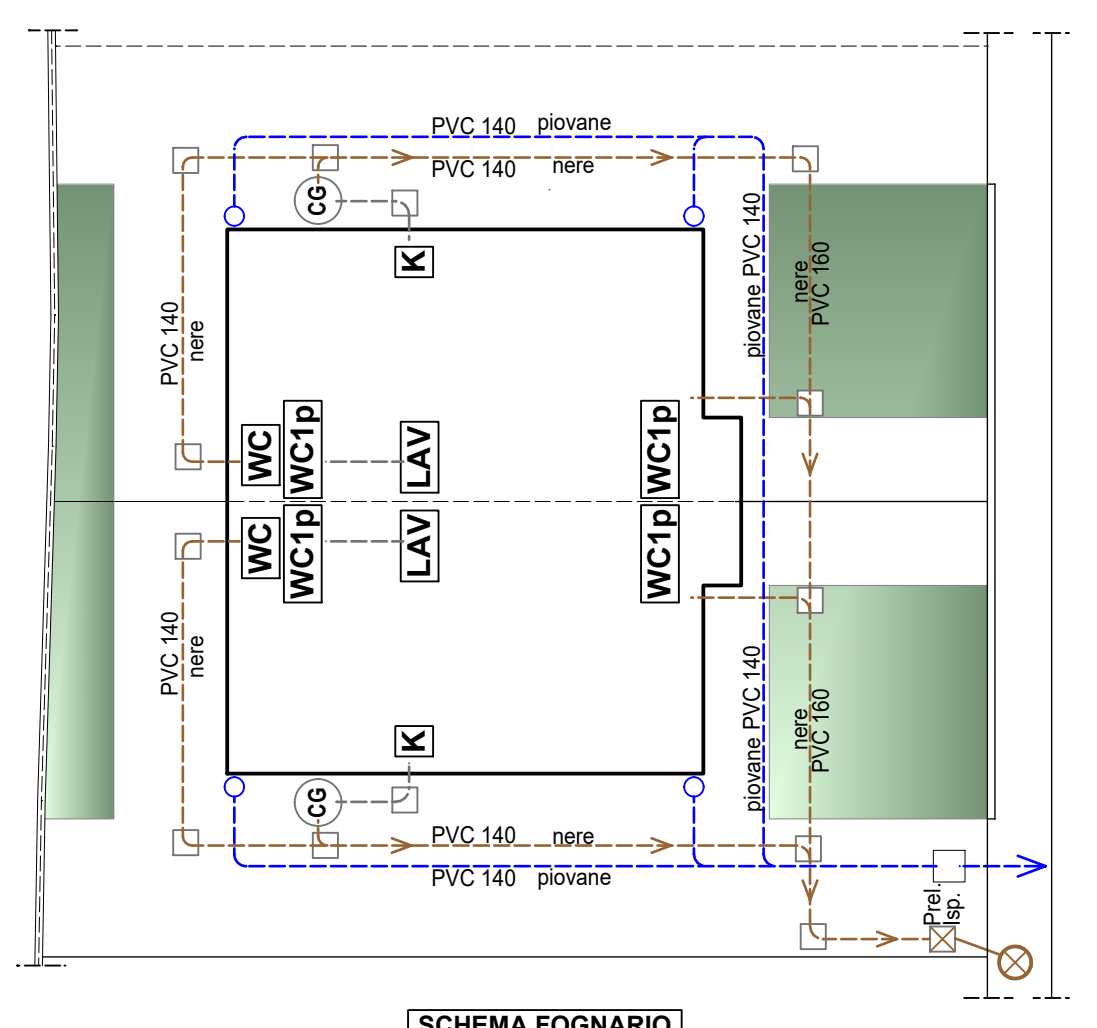 PVC 140 piovane
PVC 140 nere
CG
K
PVC 140
nere
piovane PVC 140
nere
PVC 160
WC
WC1p
LAV
WC1p
WC
WC1p
LAV
WC1p
PVC 140
nere
piovane PVC 140
nere
PVC 160
K
CG
PVC 140 nere
PVC 140 piovane
Prel.
Isp.
SCHEMA FOGNARIO